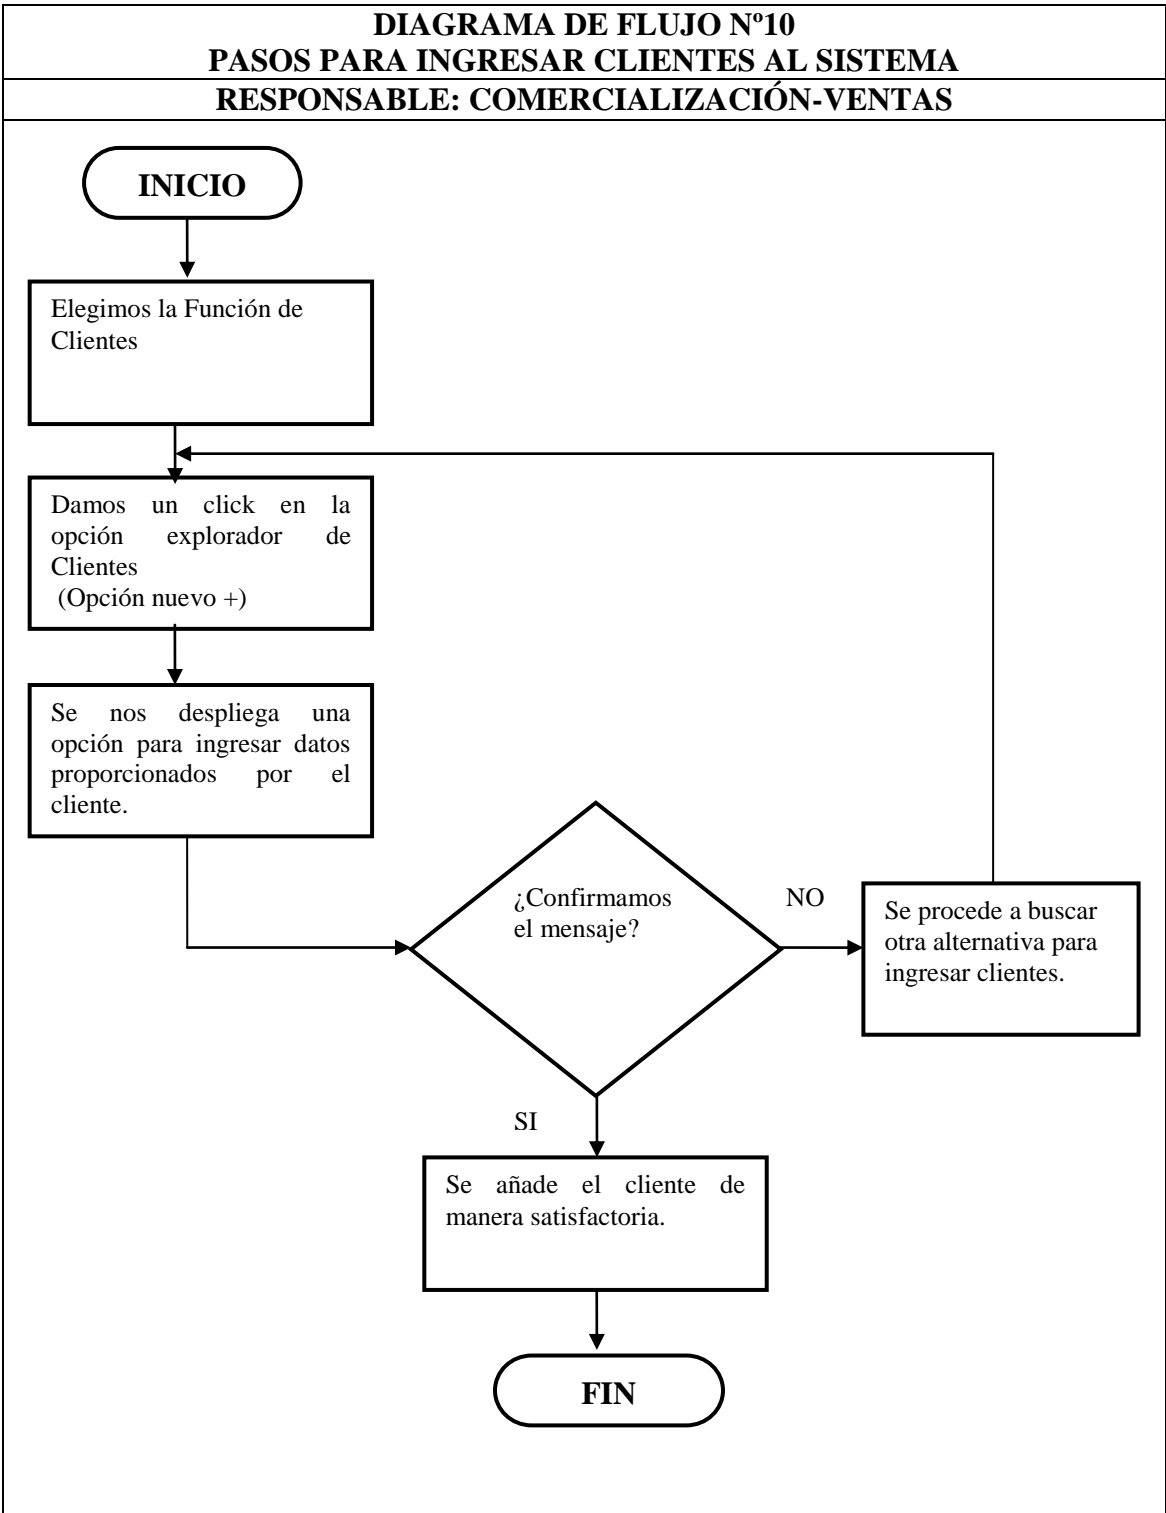 DIAGRAMA DE FLUJO Nº10
PASOS PARA INGRESAR CLIENTES AL SISTEMA
RESPONSABLE: COMERCIALIZACIÓN-VENTAS
INICIO
Elegimos la Función de
Clientes
Damos un click en la
opción explorador de
Clientes
(Opción nuevo +)
Se nos despliega una
opción para ingresar datos
proporcionados por el
cliente.
¿Confirmamos
el mensaje?
NO
Se procede a buscar
otra alternativa para
ingresar clientes.
SI
Se añade el cliente de
manera satisfactoria.
FIN